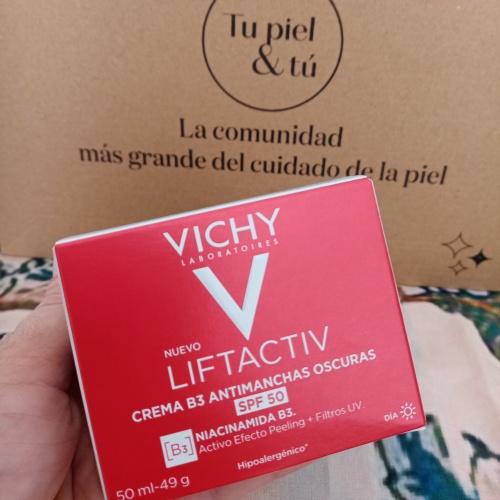 Tu piel
& tú
La comunidad
más grande del cuidado de la piel
VICHY
LABORATOIRES
V
NUEVO
LIFTACTIV
CREMA B3 ANTIMANCHAS OSCURAS
SPF 50
[B3] NIACINAMIDA B3.
Activo Efecto Peeling + Filtros UV.
Hipoalergénico*
DÍA
50 ml-49 g